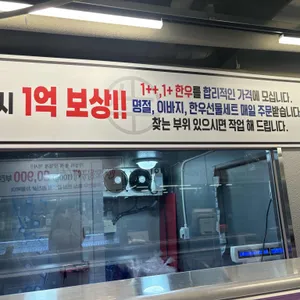 씨 1억 보상!!
1++,1+ 한우를 합리적인 가격에 모십니다.
명절, 이바지, 한우선물세트 매일 주문받습니다
찾는 부위 있으시면 작업 해 드립니다.